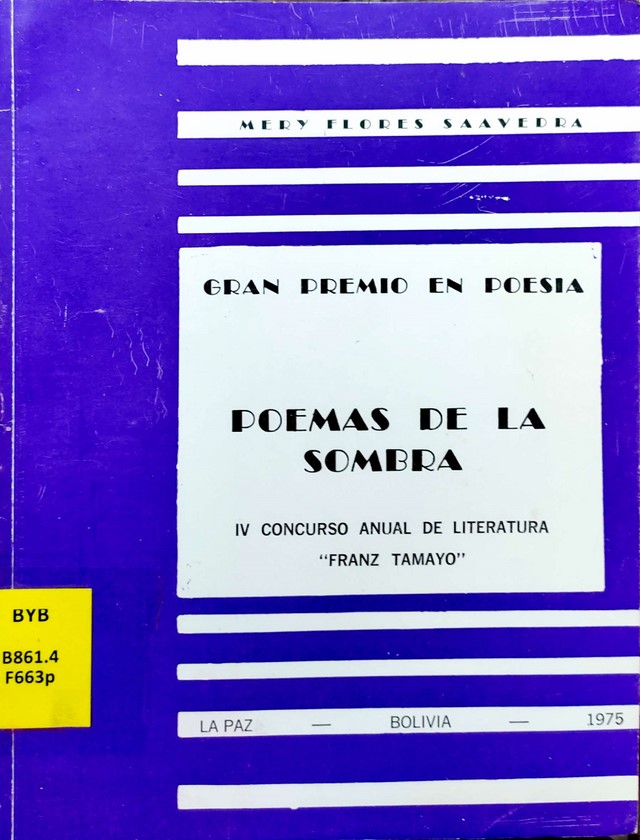 MERY FLORES SAAVEDRA
GRAN PREMIO EN POESIA
POEMAS DE LA
SOMBRA
IV CONCURSO ANUAL DE LITERATURA
“FRANZ TAMAYO”
BYB
B861.4
F663p
LA PAZ — BOLIVIA — 1975